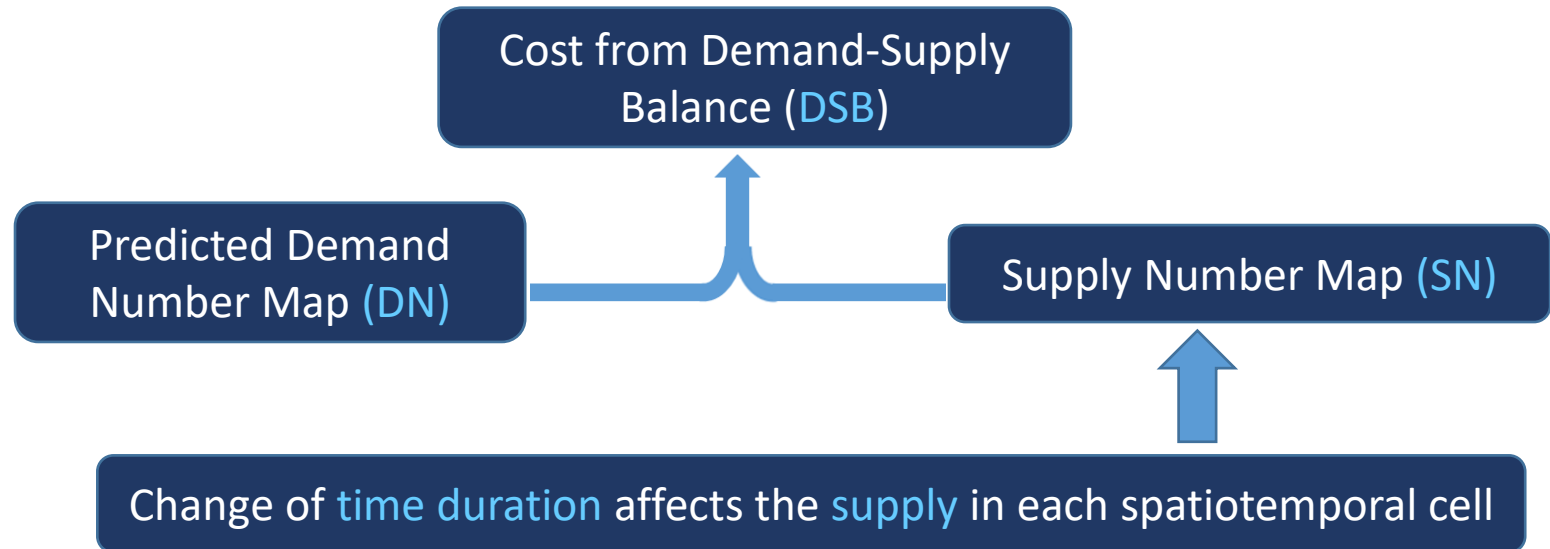 Cost from Demand-Supply
Balance (DSB)
Predicted Demand
Number Map (DN)
Supply Number Map (SN)
Change of time duration affects the supply in each spatiotemporal cell